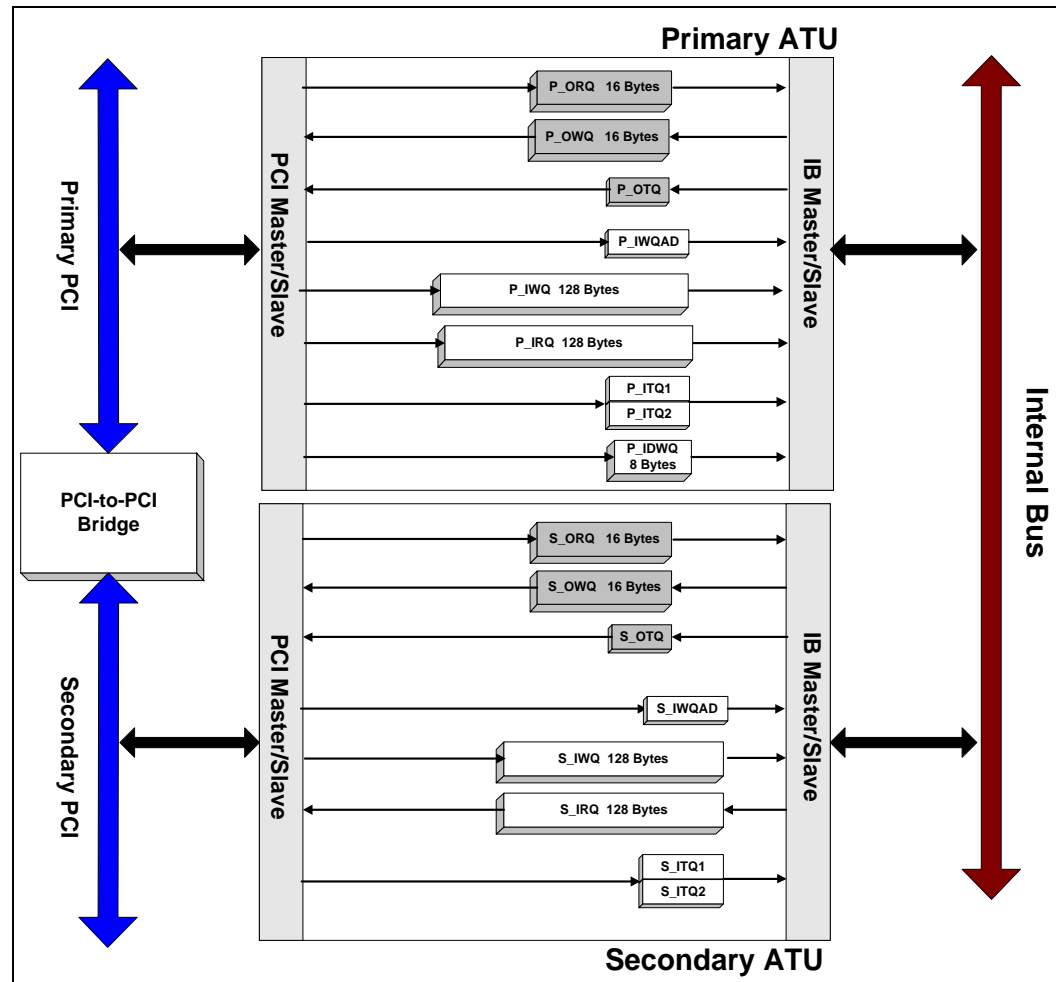 Primary ATU
Primary PCI
PCI Master/Slave
P_ORQ 16 Bytes
P_OWQ 16 Bytes
P_OTQ
P_IWQAD
P_IWQ 128 Bytes
P_IRQ 128 Bytes
P_ITQ1
P_ITQ2
P_IDWQ
8 Bytes
IB Master/Slave
Internal Bus
PCI-to-PCI
Bridge
Secondary PCI
PCI Master/Slave
S_ORQ 16 Bytes
S_OWQ 16 Bytes
S_OTQ
S_IWQAD
S_IWQ 128 Bytes
S_IRQ 128 Bytes
S_ITQ1
S_ITQ2
IB Master/Slave
Secondary ATU